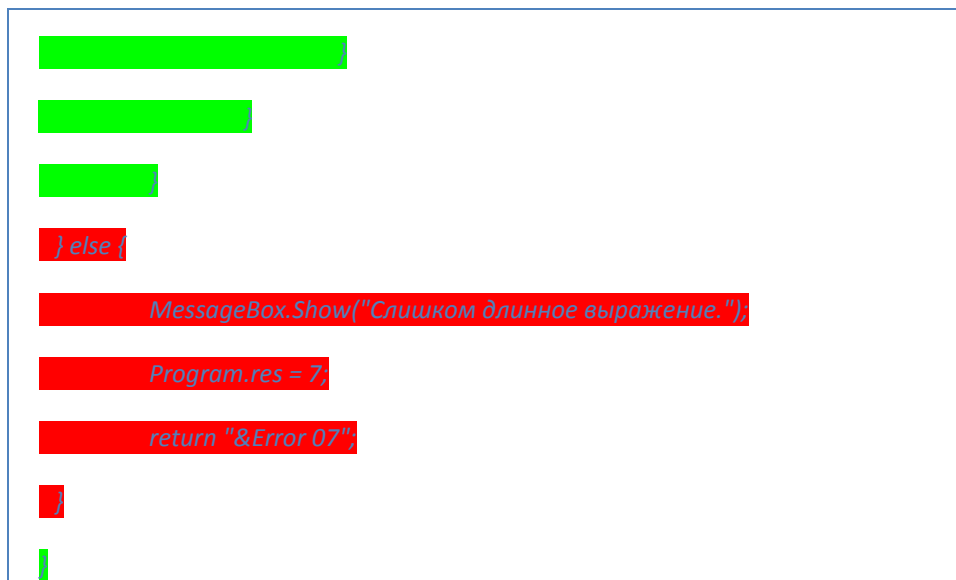 }
}
}
} else {
MessageBox.Show("Слишком длинное выражение.");
Program.res = 7;
return "&Error 07";
}
}